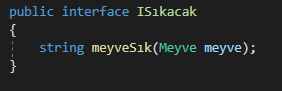 public interface ISıkacak
{
string meyveSık(Meyve meyve);
}